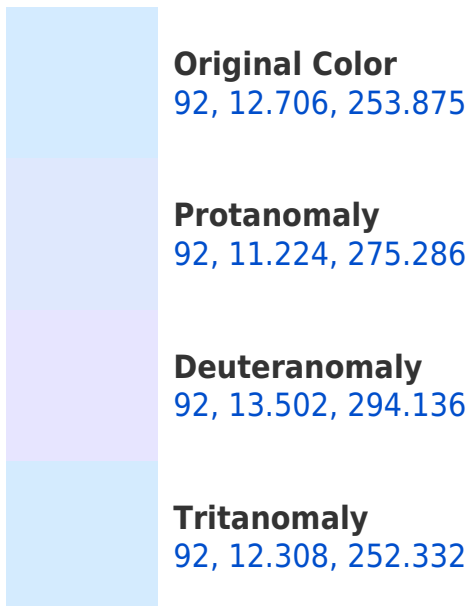 Original Color
92, 12.706, 253.875
Protanomaly
92, 11.224, 275.286
Deuteranomaly
92, 13.502, 294.136
Tritanomaly
92, 12.308, 252.332